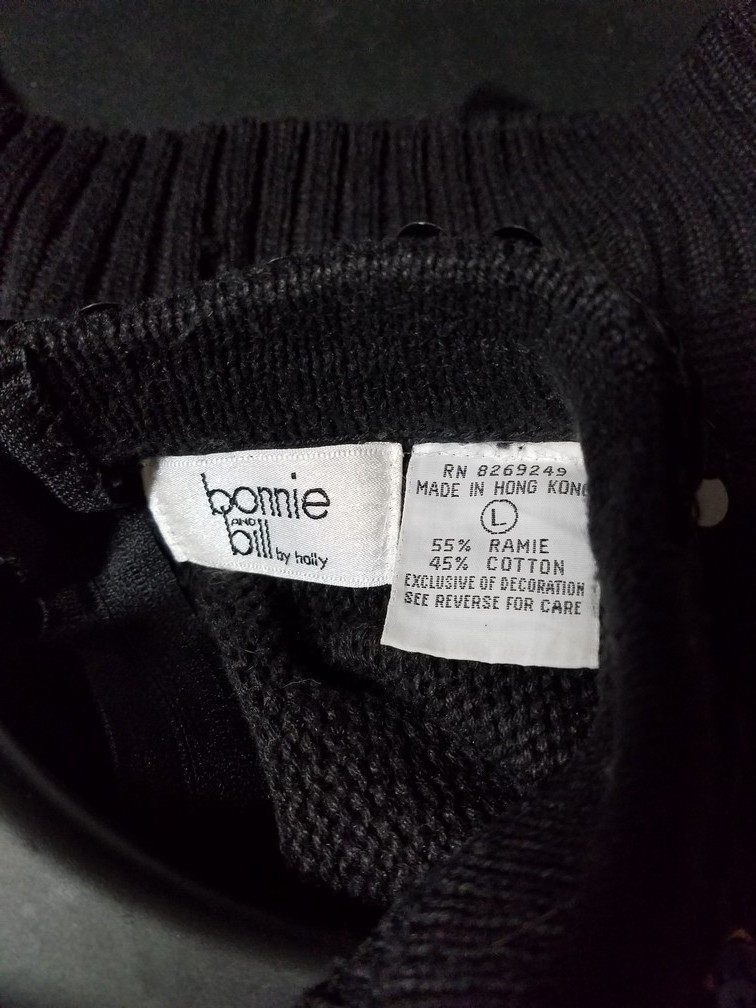 bonnie
AND
bill by holly
RN 8269249
MADE IN HONG KONG
L
55% RAMIE
45% COTTON
EXCLUSIVE OF DECORATION
SEE REVERSE FOR CARE